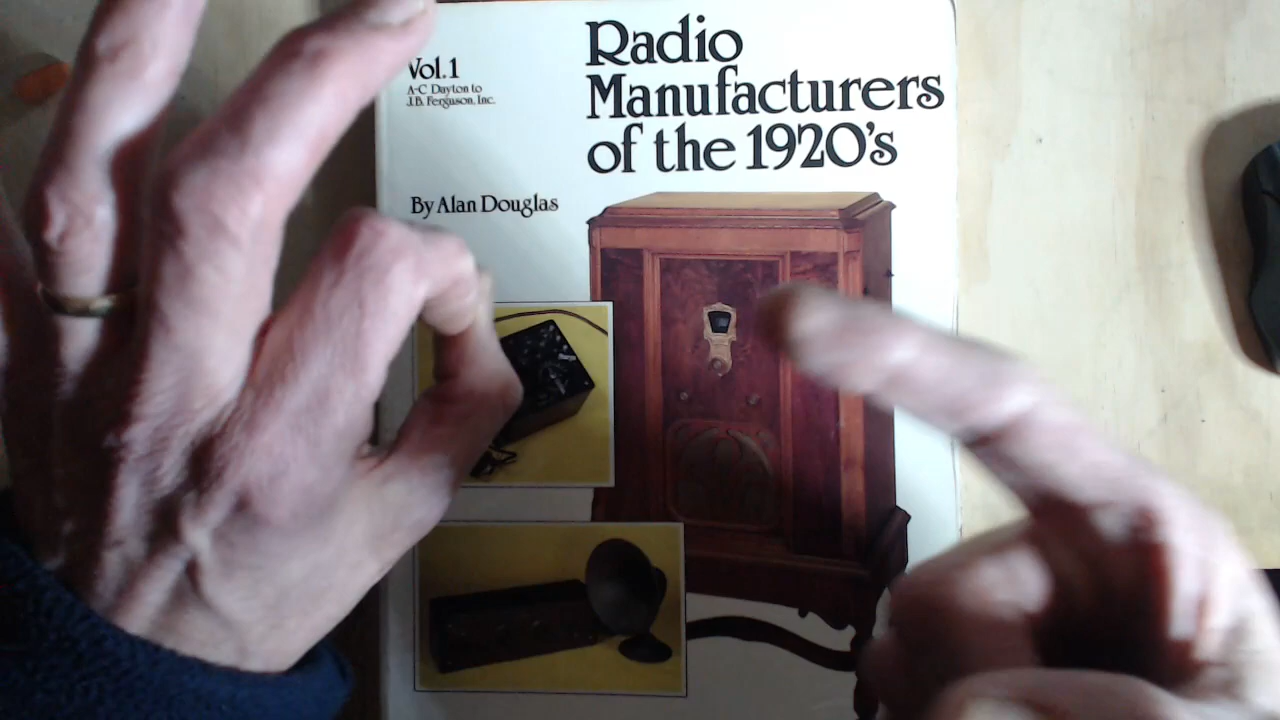 Radio
Manufacturers
of the 1920's
Vol.1
A-C Dayton to
J.B. Ferguson, Inc.
By Alan Douglas